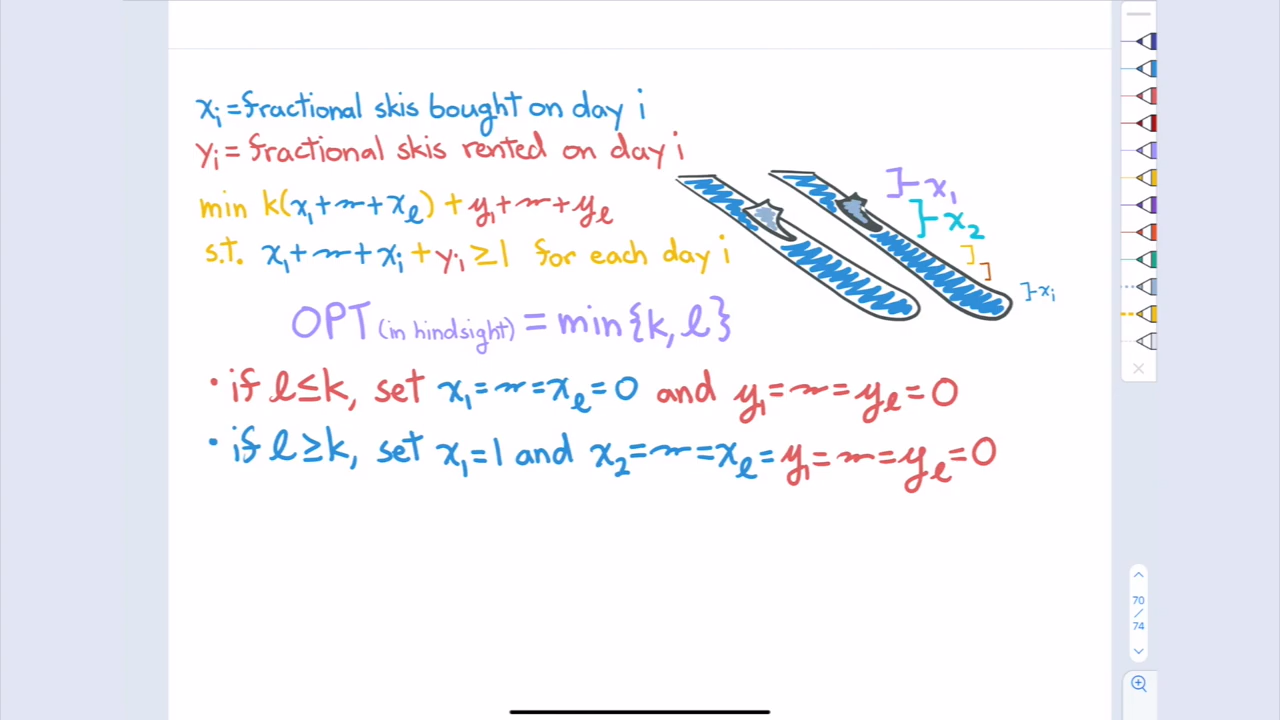 xᵢ = fractional skis bought on day i
yᵢ = fractional skis rented on day i
min k(x₁+⋯+xₗ) + y₁+⋯+yₗ
s.t. x₁+⋯+xᵢ+yᵢ ≥ 1 for each day i
]- x₁
]- x₂
]- xᵢ
OPT (in hindsight) = min{k, ℓ}
• if ℓ ≤ k, set x₁=⋯=xₗ=0 and y₁=⋯=yₗ=0
• if ℓ ≥ k, set x₁=1 and x₂=⋯=xₗ=y₁=⋯=yₗ=0
70
/
74